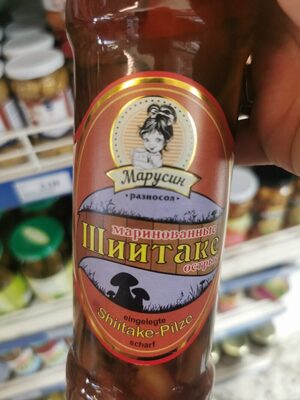 Марусин
• разносол •
маринованные
Шиитаке
острые
eingelegte
Shiitake-Pilze
scharf